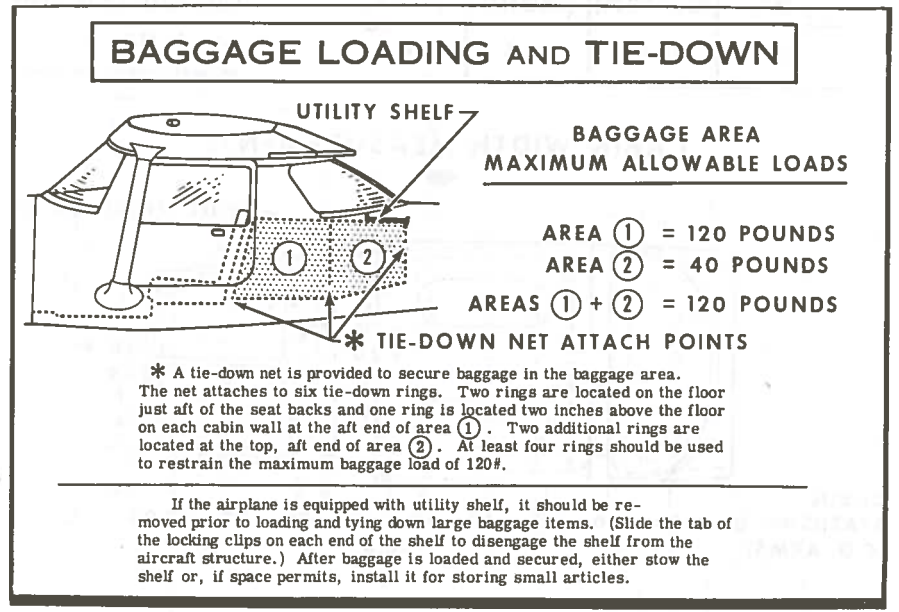 BAGGAGE LOADING AND TIE-DOWN
UTILITY SHELF
BAGGAGE AREA
MAXIMUM ALLOWABLE LOADS
1
2
AREA ① = 120 POUNDS
AREA ② = 40 POUNDS
AREAS ① + ② = 120 POUNDS
* TIE-DOWN NET ATTACH POINTS
* A tie-down net is provided to secure baggage in the baggage area.
The net attaches to six tie-down rings. Two rings are located on the floor
just aft of the seat backs and one ring is located two inches above the floor
on each cabin wall at the aft end of area ①. Two additional rings are
located at the top, aft end of area ②. At least four rings should be used
to restrain the maximum baggage load of 120#.
If the airplane is equipped with utility shelf, it should be re-
moved prior to loading and tying down large baggage items. (Slide the tab of
the locking clips on each end of the shelf to disengage the shelf from the
aircraft structure.) After baggage is loaded and secured, either stow the
shelf or, if space permits, install it for storing small articles.